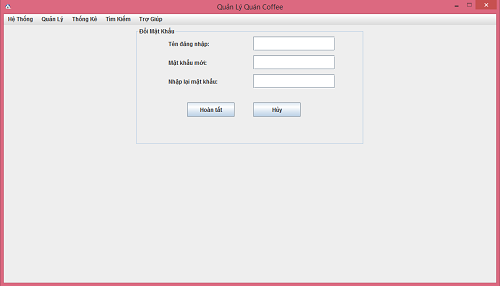 Quản Lý Quán Coffee
Hệ Thống Quản Lý Thống Kê Tìm Kiếm Trợ Giúp
Đổi Mật Khẩu
Tên đăng nhập:
Mật khẩu mới:
Nhập lại mật khẩu:
Hoàn tất Hủy